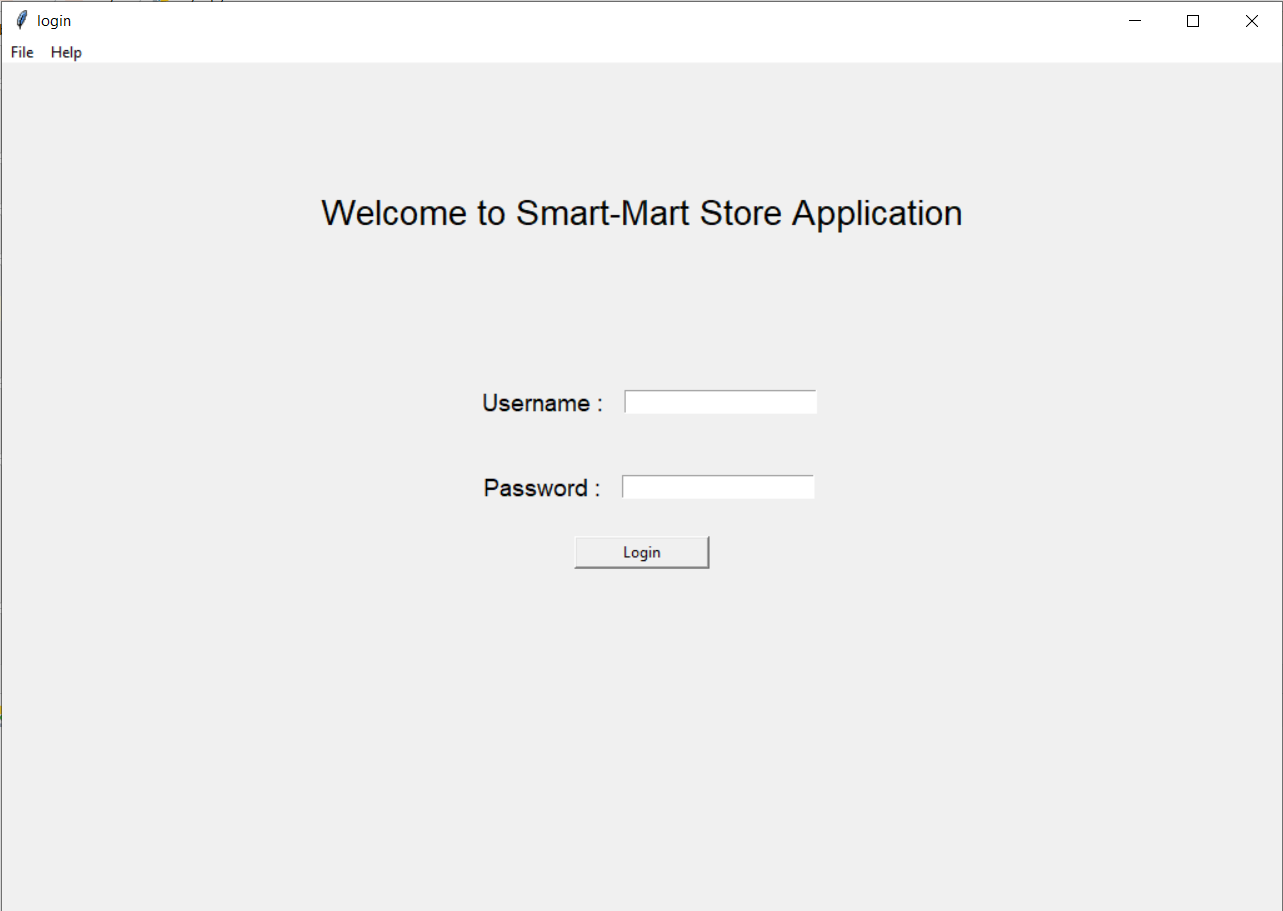 login
File Help
Welcome to Smart-Mart Store Application
Username :
Password :
Login